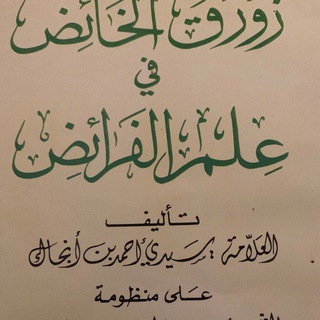 زورق الخائض
في
علم الفرائض
تأليف
العلامة : سيدي أحمد بن أنجاك
على منظومة